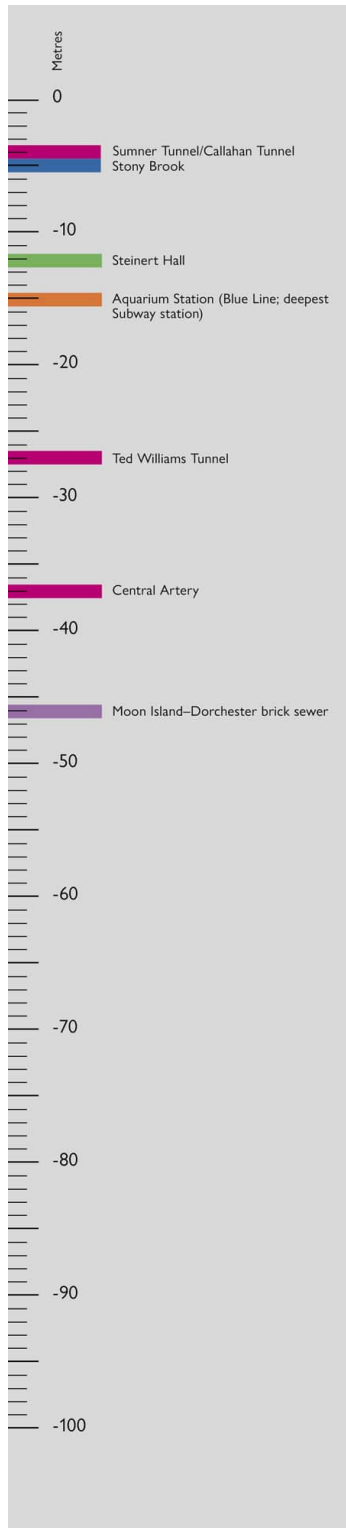 Metres
0
Sumner Tunnel/Callahan Tunnel
Stony Brook
-10
Steinert Hall
Aquarium Station (Blue Line; deepest
Subway station)
-20
Ted Williams Tunnel
-30
Central Artery
-40
Moon Island–Dorchester brick sewer
-50
-60
-70
-80
-90
-100